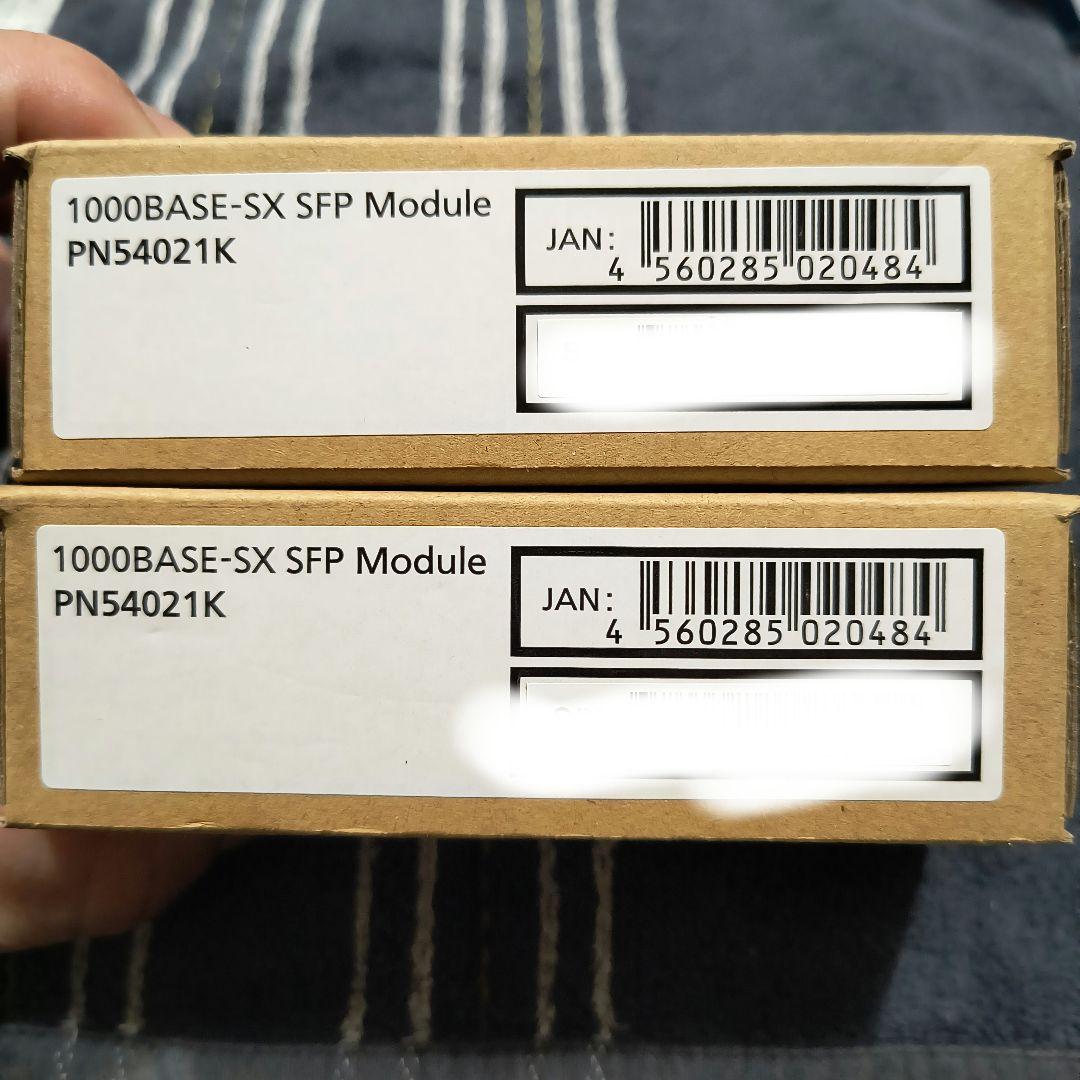 1000BASE-SX SFP Module
PN54021K
JAN:
4 560285 020484
1000BASE-SX SFP Module
PN54021K
JAN:
4 560285 020484